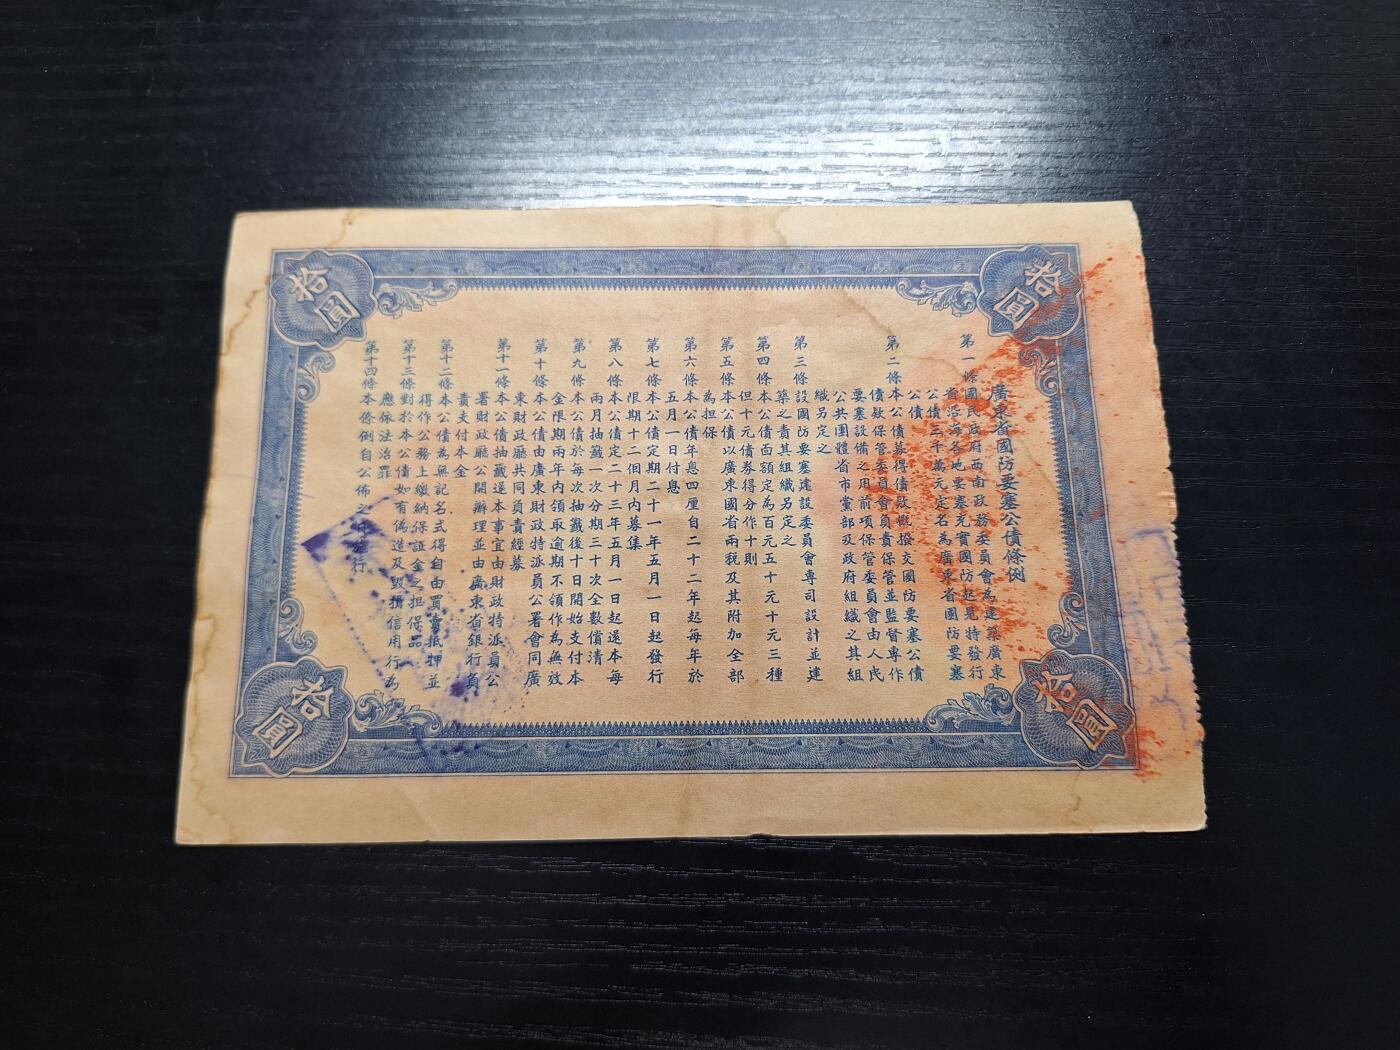 廣東省國防要塞公債條例
第一條國民政府西南政務委員會為建築廣東
省沿海各地要塞充實國防起見特發行
公債三千萬元定名為廣東省國防要塞
公債
第二條本公債募得債款概撥交國防要塞公債
債款保管委員會負責保管並監督專作
要塞設備之用前項保管委員會由人民
公共團體省市黨部及政府組織之其組
織另定之
第三條設國防要塞建設委員會專司設計並建
築之責其組織另定之
第四條本公債面額定為百元五十元十元三種
但十元債券得分作十則
第五條本公債以廣東國省兩稅及其附加全部
為担保
第六條本公債年息四厘自二十二年起每年於
五月一日付息
第七條本公債定期二十一年五月一日起發行
限期十二個月內募集
第八條本公債定二十三年五月一日起還本每
兩月抽籤一次分期三十次全數償清
第九條本公債於每次抽籤後十日開始支付本
金限期兩年內領取逾期不領作為無效
第十條本公債由廣東財政特派員公署會同廣
東財政廳共同負責經募
第十一條本公債抽籤還本事宜由財政特派員公
署財政廳公開辦理並由廣東省銀行負
責支付本金
第十二條本公債為無記名式得自由買賣抵押並
得作公務上繳納保証金之担保品
第十三條對於本公債如有偽造及毀損信用行為
應依法治罪
第十四條本條例自公佈之日施行
拾圓
拾圓
拾圓
拾圓